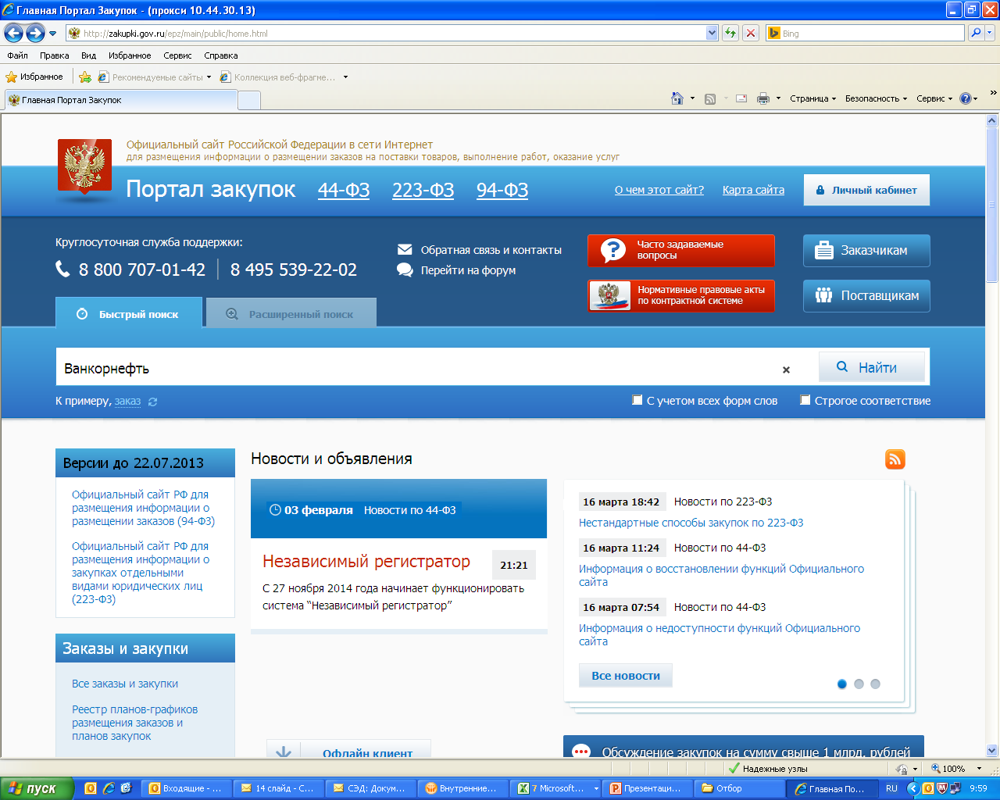 Главная Портал Закупок - (прокси 10.44.30.13)
http://zakupki.gov.ru/epz/main/public/home.html
Bing
Файл Правка Вид Избранное Сервис Справка
Избранное Рекомендуемые сайты Коллекция веб-фрагме...
Главная Портал Закупок
Страница Безопасность Сервис
Официальный сайт Российской Федерации в сети Интернет
для размещения информации о размещении заказов на поставки товаров, выполнение работ, оказание услуг
Портал закупок 44-ФЗ 223-ФЗ 94-ФЗ
О чем этот сайт? Карта сайта Личный кабинет
Круглосуточная служба поддержки:
8 800 707-01-42 8 495 539-22-02
Обратная связь и контакты
Перейти на форум
Часто задаваемые
вопросы
Нормативные правовые акты
по контрактной системе
Заказчикам
Поставщикам
Быстрый поиск Расширенный поиск
Ванкорнефть
Найти
К примеру, заказ
С учетом всех форм слов Строгое соответствие
Версии до 22.07.2013
Официальный сайт РФ для
размещения информации о
размещении заказов (94-ФЗ)
Официальный сайт РФ для
размещения информации о
закупках отдельными
видами юридических лиц
(223-ФЗ)
Заказы и закупки
Все заказы и закупки
Реестр планов-графиков
размещения заказов и
планов закупок
Новости и объявления
03 февраля Новости по 44-ФЗ
Независимый регистратор 21:21
С 27 ноября 2014 года начинает функционировать
система “Независимый регистратор”
Офлайн клиент
16 марта 18:42 Новости по 223-ФЗ
Нестандартные способы закупок по 223-ФЗ
16 марта 11:24 Новости по 44-ФЗ
Информация о восстановлении функций Официального
сайта
16 марта 07:54 Новости по 44-ФЗ
Информация о недоступности функций Официального
сайта
Все новости
Обсуждение закупок на сумму свыше 1 млрд. рублей
Надежные узлы 100%
пуск Входящие - ... 14 слайд - С... СЭД: Докум... Внутренние... 7 Microsoft... Презентаци... Отбор Главная По... RU 9:59